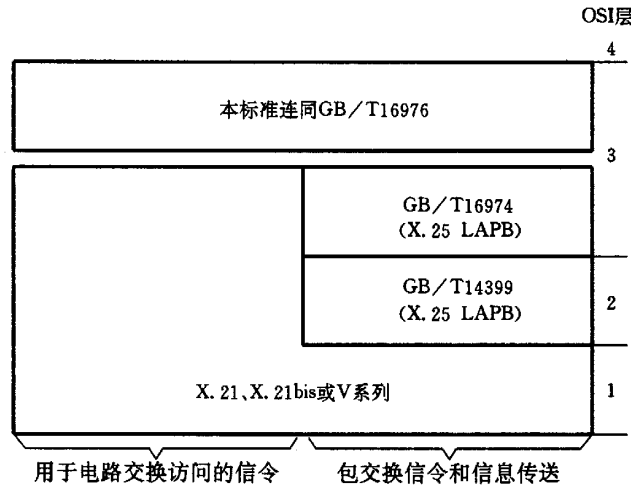 OSI层
4
本标准连同GB/T16976
3
GB/T16974
(X.25 LAPB)
GB/T14399
(X.25 LAPB)
2
X.21、X.21bis或V系列
1
用于电路交换访问的信令
包交换信令和信息传送